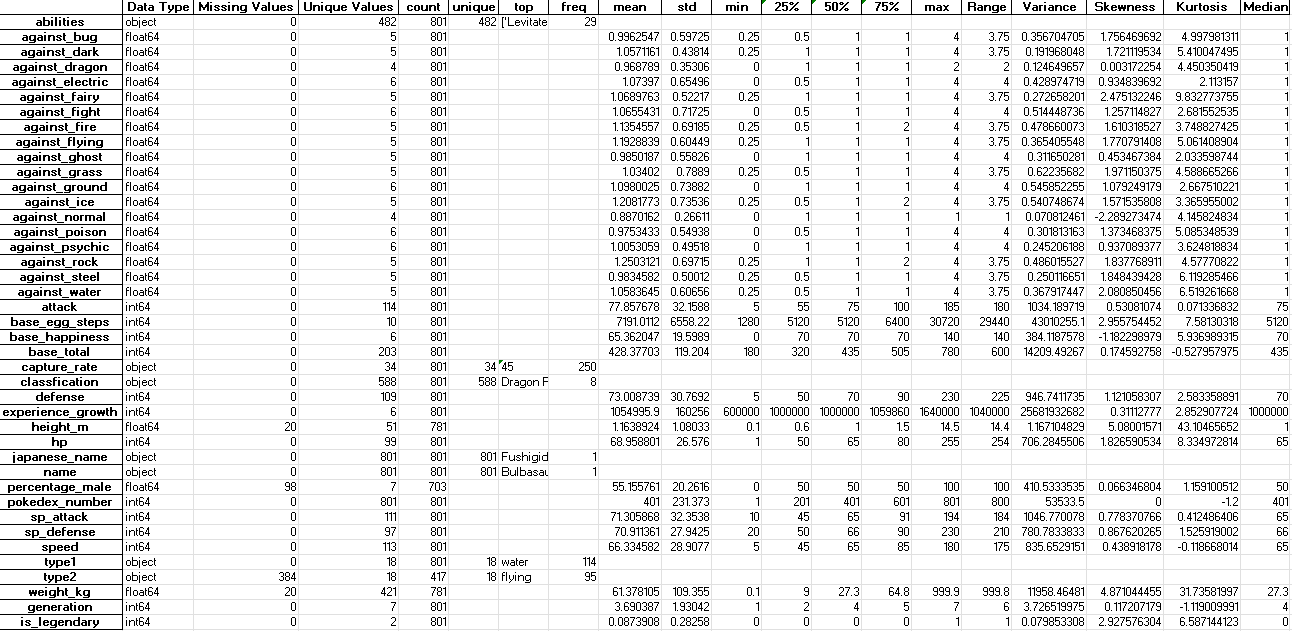 Data Type Missing Values Unique Values count unique top freq mean std min 25% 50% 75% max Range Variance Skewness Kurtosis Median
abilities object 0 482 801 482 ['Levitate 29
against_bug float64 0 5 801 0.9962547 0.59725 0.25 0.5 1 1 4 3.75 0.356704705 1.756469692 4.997981311 1
against_dark float64 0 5 801 1.0571161 0.43814 0.25 1 1 1 4 3.75 0.191968048 1.721119534 5.410047495 1
against_dragon float64 0 4 801 0.968789 0.35306 0 1 1 1 2 2 0.124649657 0.003172254 4.450350419 1
against_electric float64 0 6 801 1.07397 0.65496 0 0.5 1 1 4 4 0.428974719 0.934839692 2.113157 1
against_fairy float64 0 5 801 1.0689763 0.52217 0.25 1 1 1 4 3.75 0.272658201 2.475132246 9.832773755 1
against_fight float64 0 6 801 1.0655431 0.71725 0 0.5 1 1 4 4 0.514448736 1.257114827 2.681552535 1
against_fire float64 0 5 801 1.1354557 0.69185 0.25 0.5 1 2 4 3.75 0.478660073 1.610318527 3.748827425 1
against_flying float64 0 5 801 1.1928839 0.60449 0.25 1 1 1 4 3.75 0.365405548 1.770791408 5.061408904 1
against_ghost float64 0 5 801 0.9850187 0.55826 0 1 1 1 4 4 0.311650281 0.453467384 2.033598744 1
against_grass float64 0 5 801 1.03402 0.7889 0.25 0.5 1 1 4 3.75 0.62235682 1.971150375 4.588665266 1
against_ground float64 0 6 801 1.0980025 0.73882 0 1 1 1 4 4 0.545852255 1.079249179 2.667510221 1
against_ice float64 0 5 801 1.2081773 0.73536 0.25 0.5 1 2 4 3.75 0.540748674 1.571535808 3.365955002 1
against_normal float64 0 4 801 0.8870162 0.26611 0 1 1 1 1 1 0.070812461 -2.289273474 4.145824834 1
against_poison float64 0 6 801 0.9753433 0.54938 0 0.5 1 1 4 4 0.301813163 1.373468375 5.085348539 1
against_psychic float64 0 6 801 1.0053059 0.49518 0 1 1 1 4 4 0.245206188 0.937089377 3.624818834 1
against_rock float64 0 5 801 1.2503121 0.69715 0.25 1 1 2 4 3.75 0.486015527 1.837768911 4.57770822 1
against_steel float64 0 5 801 0.9834582 0.50012 0.25 0.5 1 1 4 3.75 0.250116651 1.848439428 6.119285466 1
against_water float64 0 5 801 1.0583645 0.60656 0.25 0.5 1 1 4 3.75 0.367917447 2.080850456 6.519261668 1
attack int64 0 114 801 77.857678 32.1588 5 55 75 100 185 180 1034.189719 0.53081074 0.071336832 75
base_egg_steps int64 0 10 801 7191.0112 6558.22 1280 5120 5120 6400 30720 29440 43010255.1 2.955754452 7.58130318 5120
base_happiness int64 0 6 801 65.362047 19.5989 0 70 70 70 140 140 384.1187578 -1.182298979 5.936989315 70
base_total int64 0 203 801 428.37703 119.204 180 320 435 505 780 600 14209.49267 0.174592758 -0.527957975 435
capture_rate object 0 34 801 34 45 250
classfication object 0 588 801 588 Dragon F 8
defense int64 0 109 801 73.008739 30.7692 5 50 70 90 230 225 946.7411735 1.121058307 2.583358891 70
experience_growth int64 0 6 801 1054995.9 160256 600000 1000000 1000000 1059860 1640000 1040000 25681932682 0.31112777 2.852907724 1000000
height_m float64 20 51 781 1.1638924 1.08033 0.1 0.6 1 1.5 14.5 14.4 1.167104829 5.08001571 43.10465652 1
hp int64 0 99 801 68.958801 26.576 1 50 65 80 255 254 706.2845506 1.826590534 8.334972814 65
japanese_name object 0 801 801 801 Fushigid 1
name object 0 801 801 801 Bulbasau 1
percentage_male float64 98 7 703 55.155761 20.2616 0 50 50 50 100 100 410.5333535 0.066346804 1.159100512 50
pokedex_number int64 0 801 801 401 231.373 1 201 401 601 801 800 53533.5 0 -1.2 401
sp_attack int64 0 111 801 71.305868 32.3538 10 45 65 91 194 184 1046.770078 0.778370766 0.412486406 65
sp_defense int64 0 97 801 70.911361 27.9425 20 50 66 90 230 210 780.7833833 0.867620265 1.525919002 66
speed int64 0 113 801 66.334582 28.9077 5 45 65 85 180 175 835.6529151 0.438918178 -0.118668014 65
type1 object 0 18 801 18 water 114
type2 object 384 18 417 18 flying 95
weight_kg float64 20 421 781 61.378105 109.355 0.1 9 27.3 64.8 999.9 999.8 11958.46481 4.871044455 31.73581997 27.3
generation int64 0 7 801 3.690387 1.93042 1 2 4 5 7 6 3.726519975 0.117207179 -1.119009991 4
is_legendary int64 0 2 801 0.0873908 0.28258 0 0 0 0 1 1 0.079853308 2.927576304 6.587144123 0